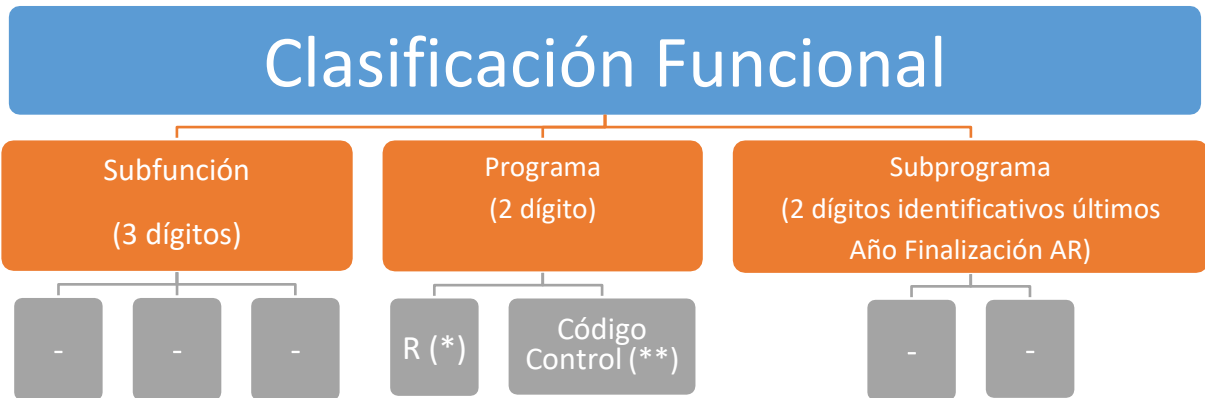 Clasificación Funcional
Subfunción
(3 dígitos)
Programa
(2 dígito)
Subprograma
(2 dígitos identificativos últimos
Año Finalización AR)
-
-
-
R (*)
Código
Control (**)
-
-